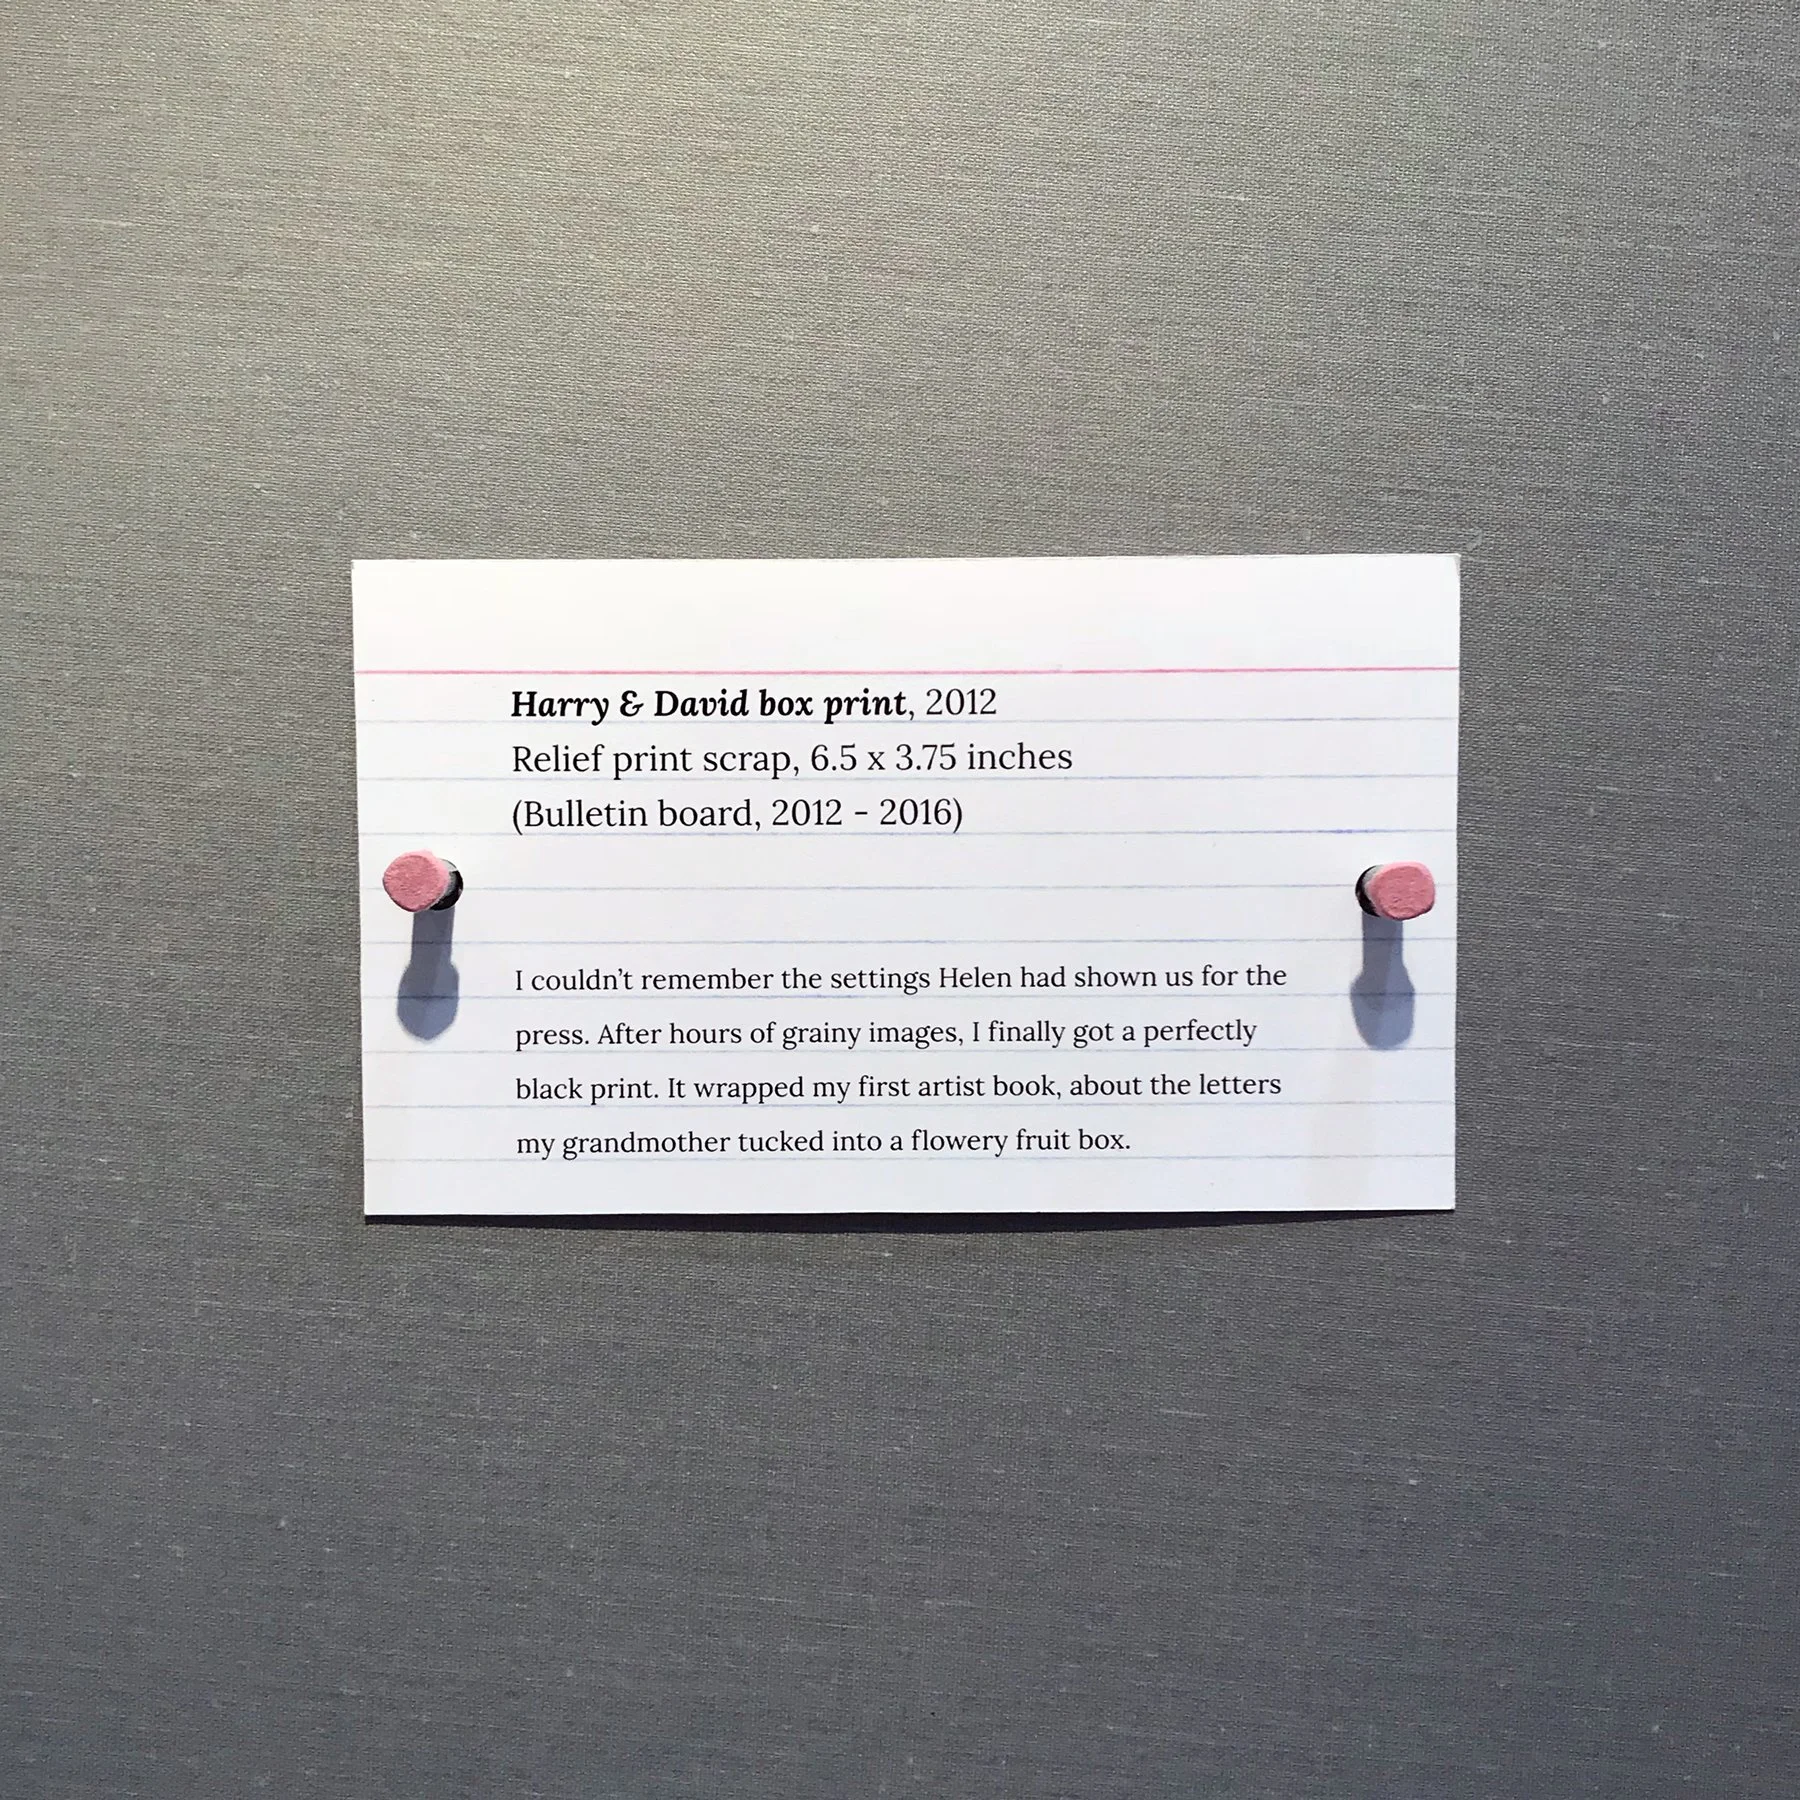 Harry & David box print, 2012
Relief print scrap, 6.5 x 3.75 inches
(Bulletin board, 2012 - 2016)
I couldn’t remember the settings Helen had shown us for the
press. After hours of grainy images, I finally got a perfectly
black print. It wrapped my first artist book, about the letters
my grandmother tucked into a flowery fruit box.